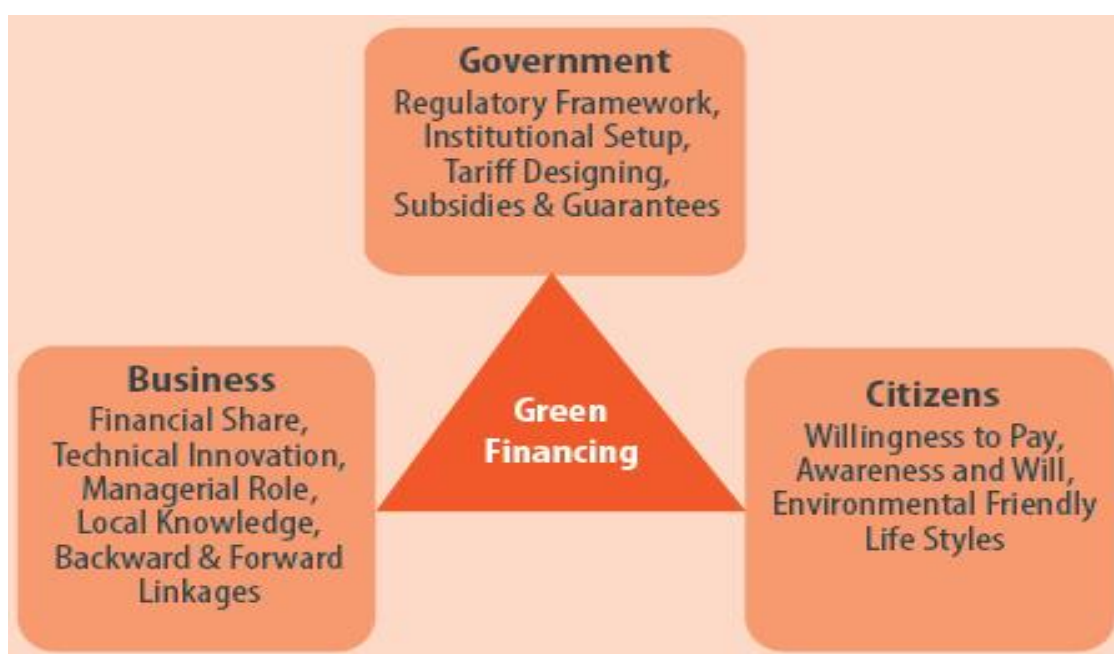 Government
Regulatory Framework,
Institutional Setup,
Tariff Designing,
Subsidies & Guarantees
Business
Financial Share,
Technical Innovation,
Managerial Role,
Local Knowledge,
Backward & Forward
Linkages
Green
Financing
Citizens
Willingness to Pay,
Awareness and Will,
Environmental Friendly
Life Styles